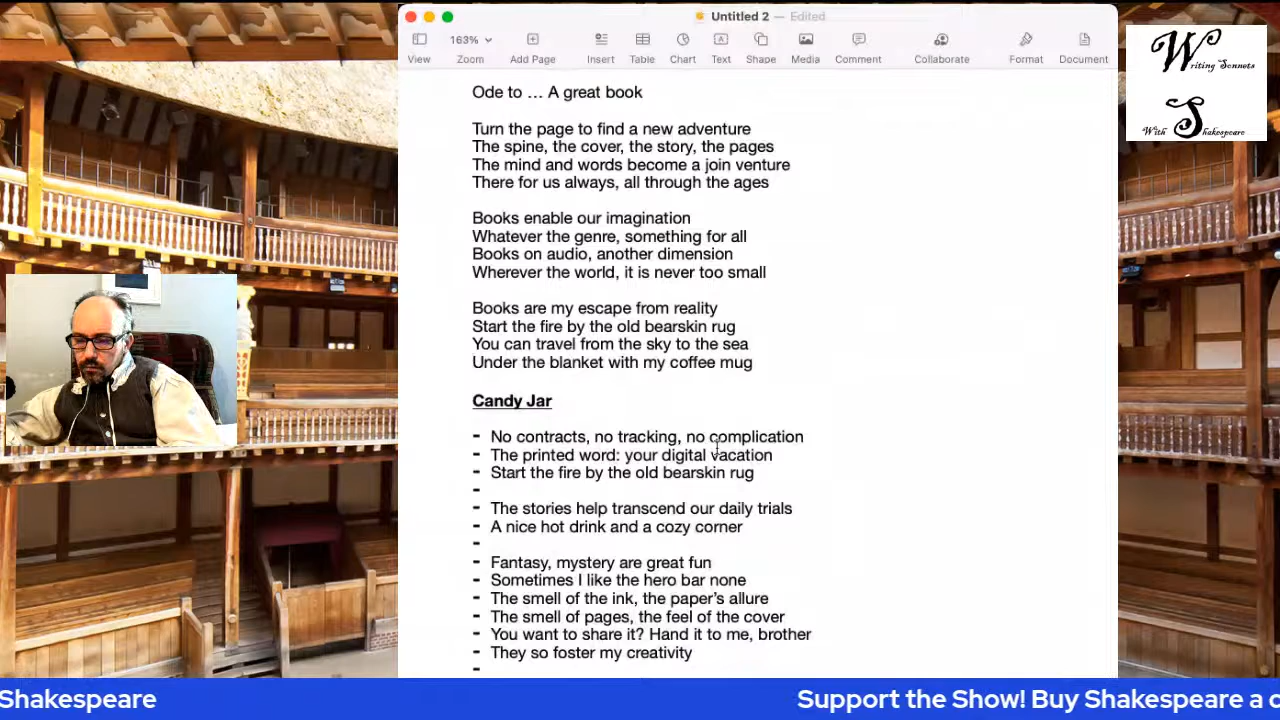 Untitled 2 — Edited
163%
View
Zoom
Add Page
Insert
Table
Chart
Text
Shape
Media
Comment
Collaborate
Format
Document
Writing Sonnets
With Shakespeare
Ode to … A great book
Turn the page to find a new adventure
The spine, the cover, the story, the pages
The mind and words become a join venture
There for us always, all through the ages
Books enable our imagination
Whatever the genre, something for all
Books on audio, another dimension
Wherever the world, it is never too small
Books are my escape from reality
Start the fire by the old bearskin rug
You can travel from the sky to the sea
Under the blanket with my coffee mug
Candy Jar
- No contracts, no tracking, no complication
- The printed word: your digital vacation
- Start the fire by the old bearskin rug
-
- The stories help transcend our daily trials
- A nice hot drink and a cozy corner
-
- Fantasy, mystery are great fun
- Sometimes I like the hero bar none
- The smell of the ink, the paper's allure
- The smell of pages, the feel of the cover
- You want to share it? Hand it to me, brother
- They so foster my creativity
-
Shakespeare
Support the Show! Buy Shakespeare a c